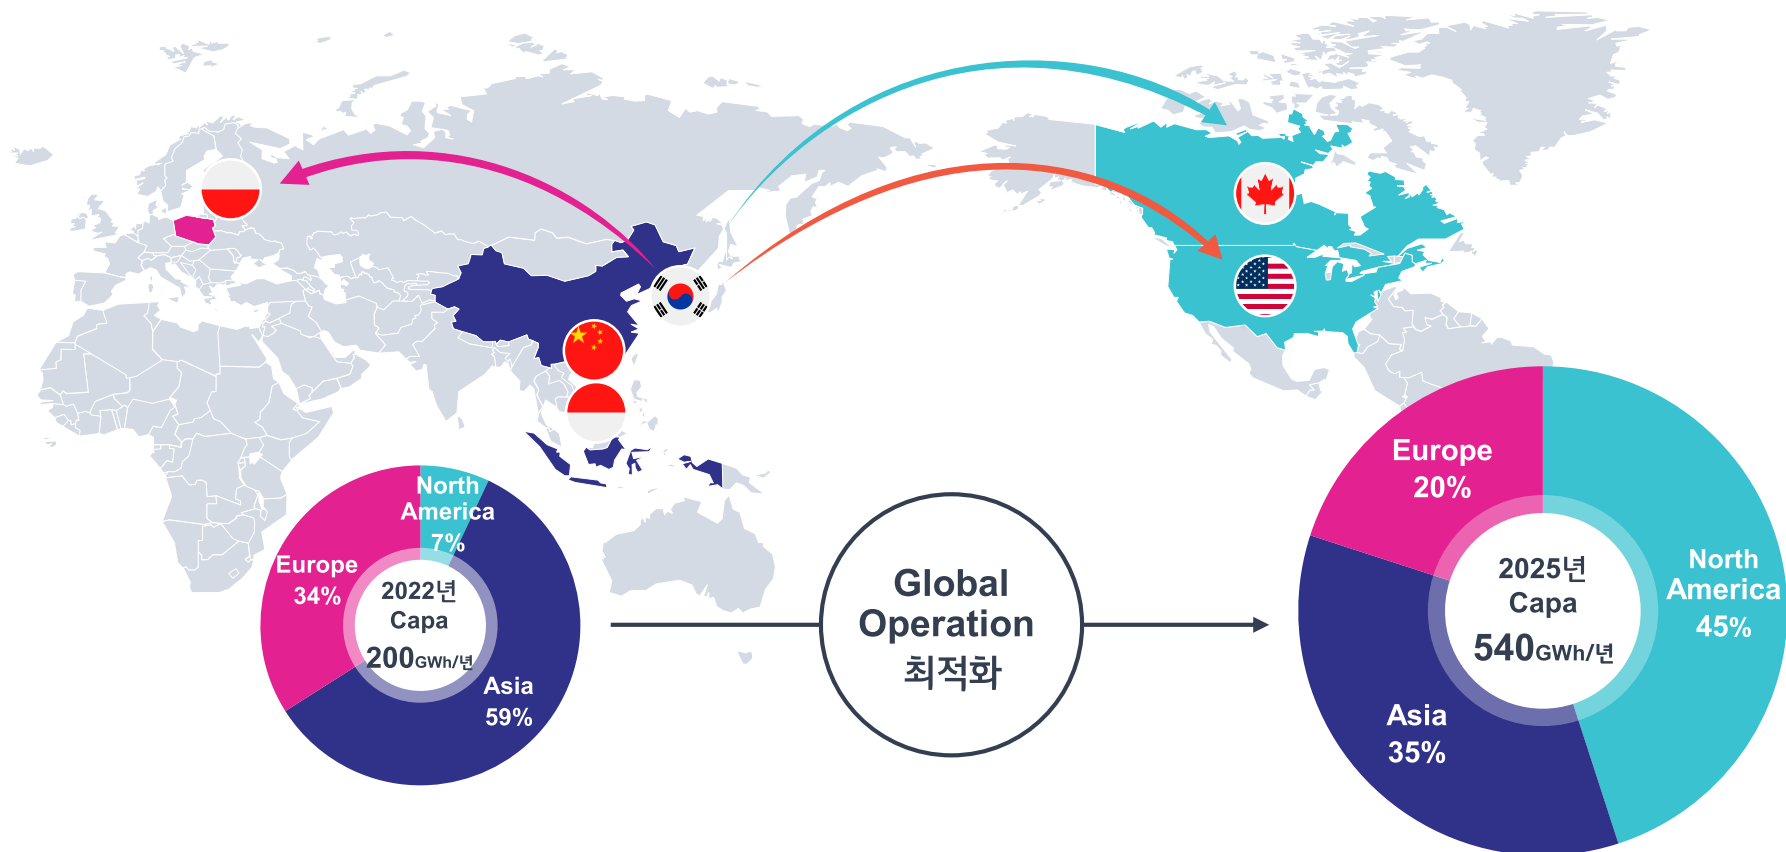 North
America
7%
Europe
34%
2022년
Capa
200GWh/년
Asia
59%
Global
Operation
최적화
Europe
20%
North
America
45%
2025년
Capa
540GWh/년
Asia
35%